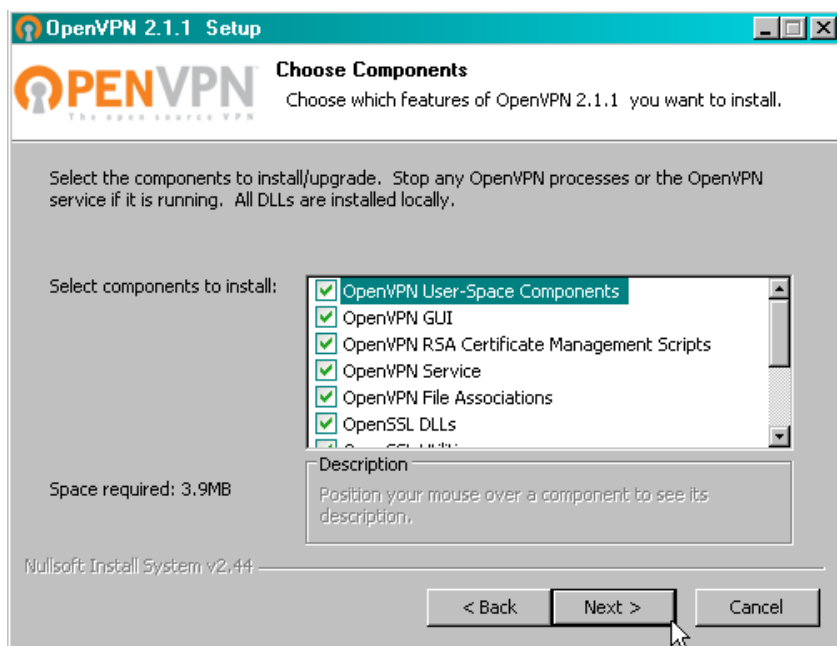 OpenVPN 2.1.1 Setup
OPENVPN
The open source VPN
Choose Components
Choose which features of OpenVPN 2.1.1 you want to install.
Select the components to install/upgrade. Stop any OpenVPN processes or the OpenVPN
service if it is running. All DLLs are installed locally.
Select components to install:
OpenVPN User-Space Components
OpenVPN GUI
OpenVPN RSA Certificate Management Scripts
OpenVPN Service
OpenVPN File Associations
OpenSSL DLLs
Space required: 3.9MB
Description
Position your mouse over a component to see its
description.
Nullsoft Install System v2.44
< Back
Next >
Cancel